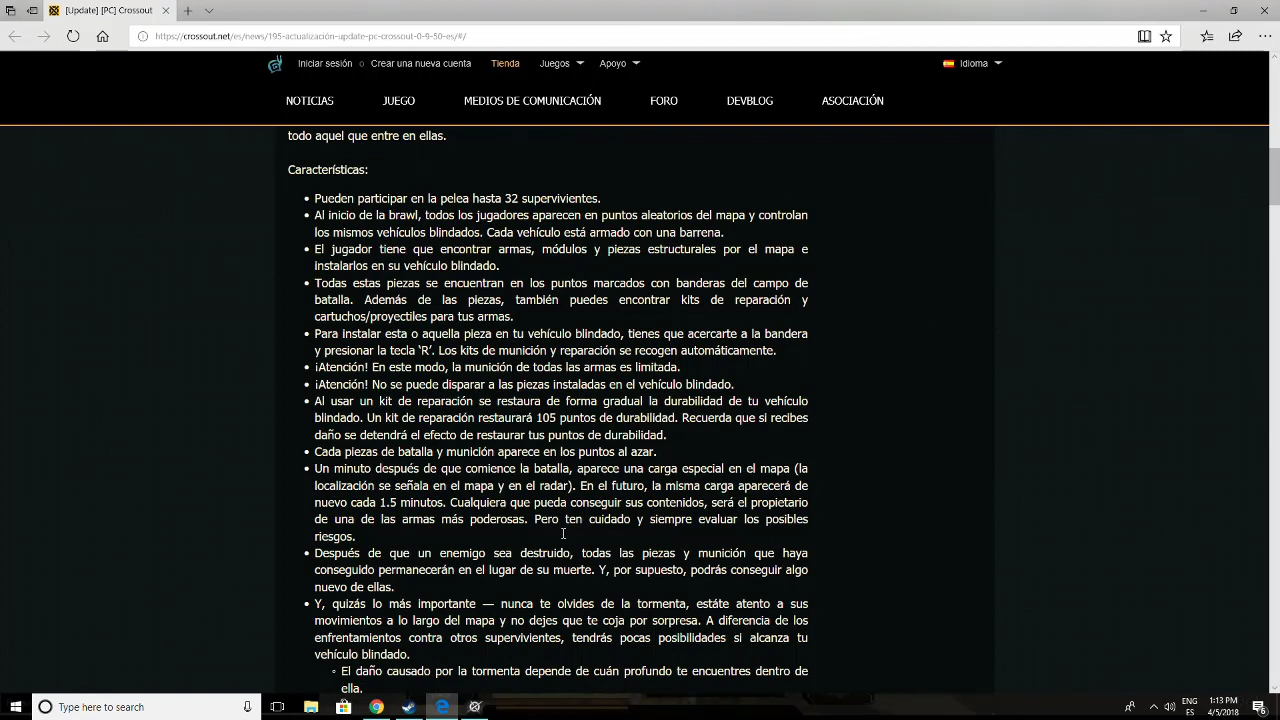 [Update] [PC] Crossout
https://crossout.net/es/news/195-actualización-update-pc-crossout-0-9-50-es/#/
Iniciar sesión o Crear una nueva cuenta Tienda Juegos Apoyo Idioma
NOTICIAS JUEGO MEDIOS DE COMUNICACIÓN FORO DEVBLOG ASOCIACIÓN
todo aquel que entre en ellas.
Características:
• Pueden participar en la pelea hasta 32 supervivientes.
• Al inicio de la brawl, todos los jugadores aparecen en puntos aleatorios del mapa y controlan
los mismos vehículos blindados. Cada vehículo está armado con una barrena.
• El jugador tiene que encontrar armas, módulos y piezas estructurales por el mapa e
instalarlos en su vehículo blindado.
• Todas estas piezas se encuentran en los puntos marcados con banderas del campo de
batalla. Además de las piezas, también puedes encontrar kits de reparación y
cartuchos/proyectiles para tus armas.
• Para instalar esta o aquella pieza en tu vehículo blindado, tienes que acercarte a la bandera
y presionar la tecla ‘R’. Los kits de munición y reparación se recogen automáticamente.
• ¡Atención! En este modo, la munición de todas las armas es limitada.
• ¡Atención! No se puede disparar a las piezas instaladas en el vehículo blindado.
• Al usar un kit de reparación se restaura de forma gradual la durabilidad de tu vehículo
blindado. Un kit de reparación restaurará 105 puntos de durabilidad. Recuerda que si recibes
daño se detendrá el efecto de restaurar tus puntos de durabilidad.
• Cada piezas de batalla y munición aparece en los puntos al azar.
• Un minuto después de que comience la batalla, aparece una carga especial en el mapa (la
localización se señala en el mapa y en el radar). En el futuro, la misma carga aparecerá de
nuevo cada 1.5 minutos. Cualquiera que pueda conseguir sus contenidos, será el propietario
de una de las armas más poderosas. Pero ten cuidado y siempre evaluar los posibles
riesgos.
• Después de que un enemigo sea destruido, todas las piezas y munición que haya
conseguido permanecerán en el lugar de su muerte. Y, por supuesto, podrás conseguir algo
nuevo de ellas.
• Y, quizás lo más importante — nunca te olvides de la tormenta, estáte atento a sus
movimientos a lo largo del mapa y no dejes que te coja por sorpresa. A diferencia de los
enfrentamientos contra otros supervivientes, tendrás pocas posibilidades si alcanza tu
vehículo blindado.
◦ El daño causado por la tormenta depende de cuán profundo te encuentres dentro de
ella.
Type here to search
ENG
ES
1:13 PM
4/5/2018
6